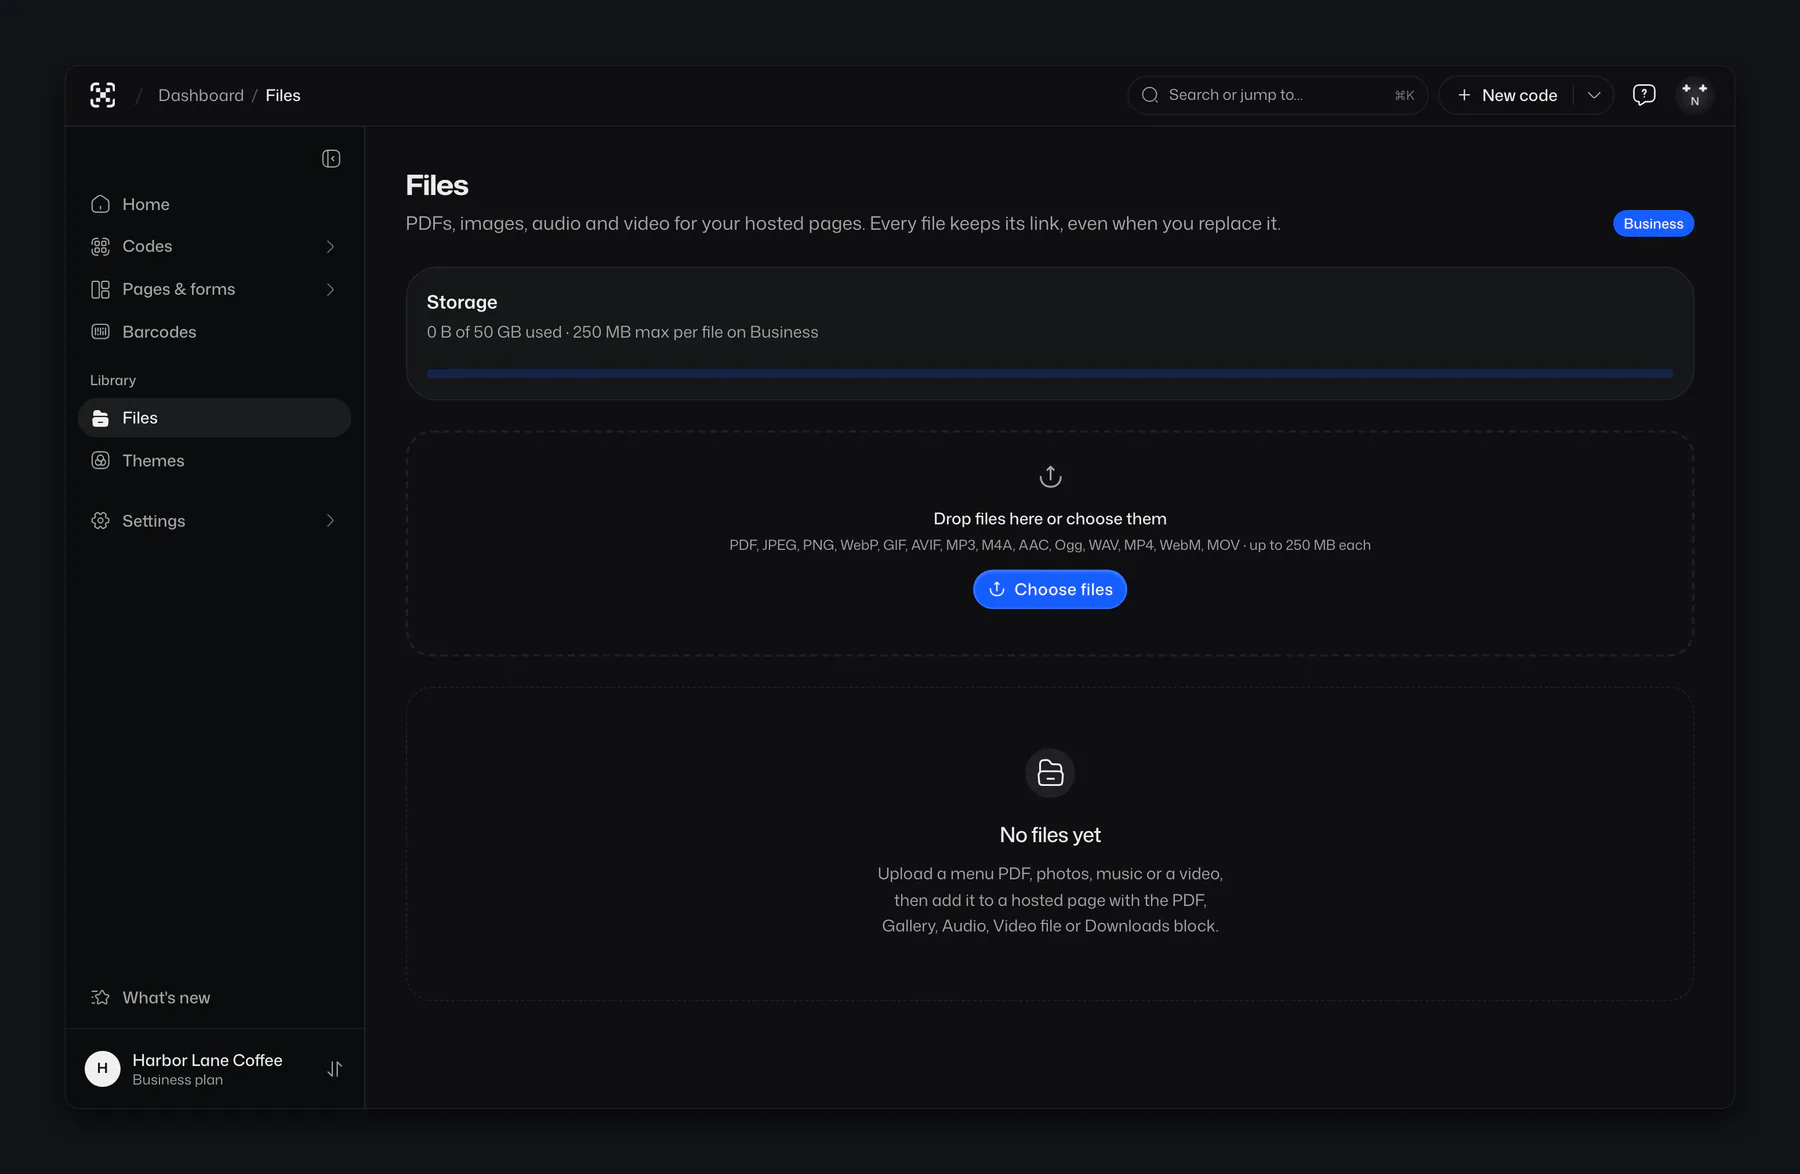 Dashboard / Files
Search or jump to... ⌘K
New code
N
Home
Codes
Pages & forms
Barcodes
Library
Files
Themes
Settings
What's new
H
Harbor Lane Coffee
Business plan
Files
PDFs, images, audio and video for your hosted pages. Every file keeps its link, even when you replace it.
Business
Storage
0 B of 50 GB used · 250 MB max per file on Business
Drop files here or choose them
PDF, JPEG, PNG, WebP, GIF, AVIF, MP3, M4A, AAC, Ogg, WAV, MP4, WebM, MOV · up to 250 MB each
Choose files
No files yet
Upload a menu PDF, photos, music or a video,
then add it to a hosted page with the PDF,
Gallery, Audio, Video file or Downloads block.